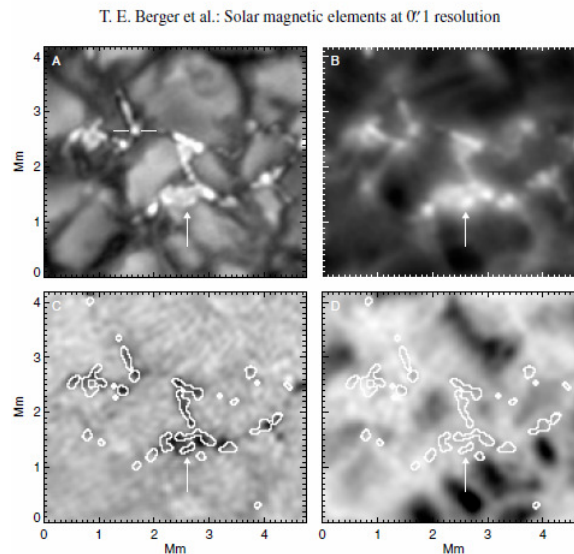 T. E. Berger et al.: Solar magnetic elements at 0."1 resolution
4 A B
3
Mm 2
1
0
4 C D
3
Mm 2
1
0
0 1 2 3 4 0 1 2 3 4
Mm Mm